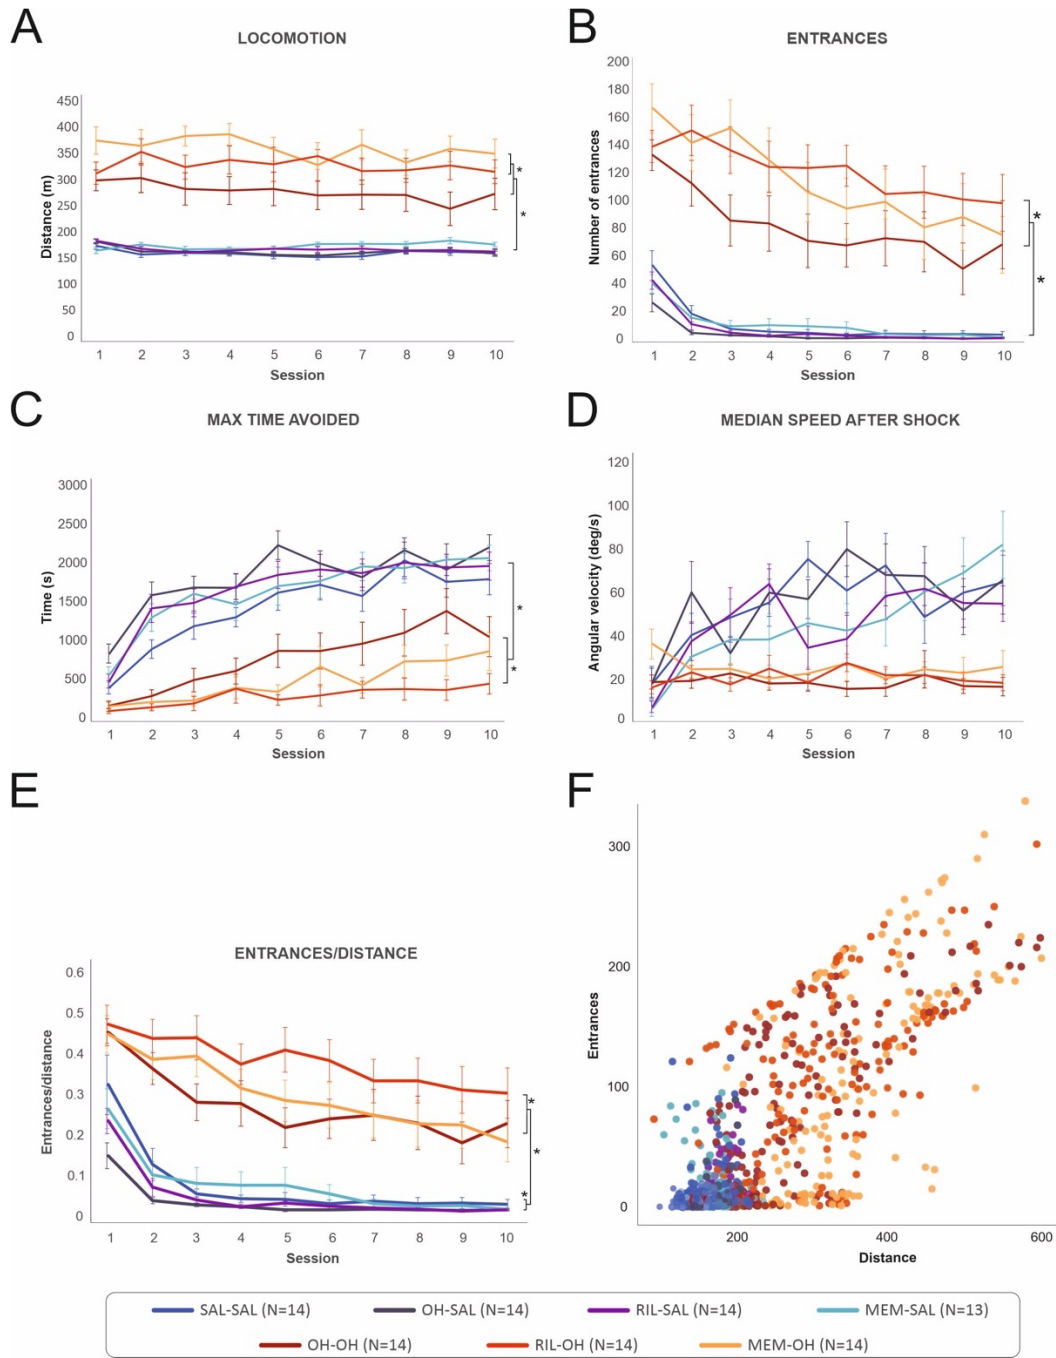 A
LOCOMOTION
Distance (m)
450
400
350
300
250
200
150
100
50
0
*
*
1 2 3 4 5 6 7 8 9 10
Session
B
ENTRANCES
Number of entrances
200
180
160
140
120
100
80
60
40
20
0
*
*
1 2 3 4 5 6 7 8 9 10
Session
C
MAX TIME AVOIDED
Time (s)
3000
2500
2000
1500
1000
500
0
*
*
1 2 3 4 5 6 7 8 9 10
Session
D
MEDIAN SPEED AFTER SHOCK
Angular velocity (deg/s)
120
100
80
60
40
20
0
1 2 3 4 5 6 7 8 9 10
Session
E
ENTRANCES/DISTANCE
Entrances/distance
0.6
0.5
0.4
0.3
0.2
0.1
0
*
*
*
1 2 3 4 5 6 7 8 9 10
Session
F
Entrances
300
200
100
0
200 400 600
Distance
SAL-SAL (N=14) OH-SAL (N=14) RIL-SAL (N=14) MEM-SAL (N=13)
OH-OH (N=14) RIL-OH (N=14) MEM-OH (N=14)